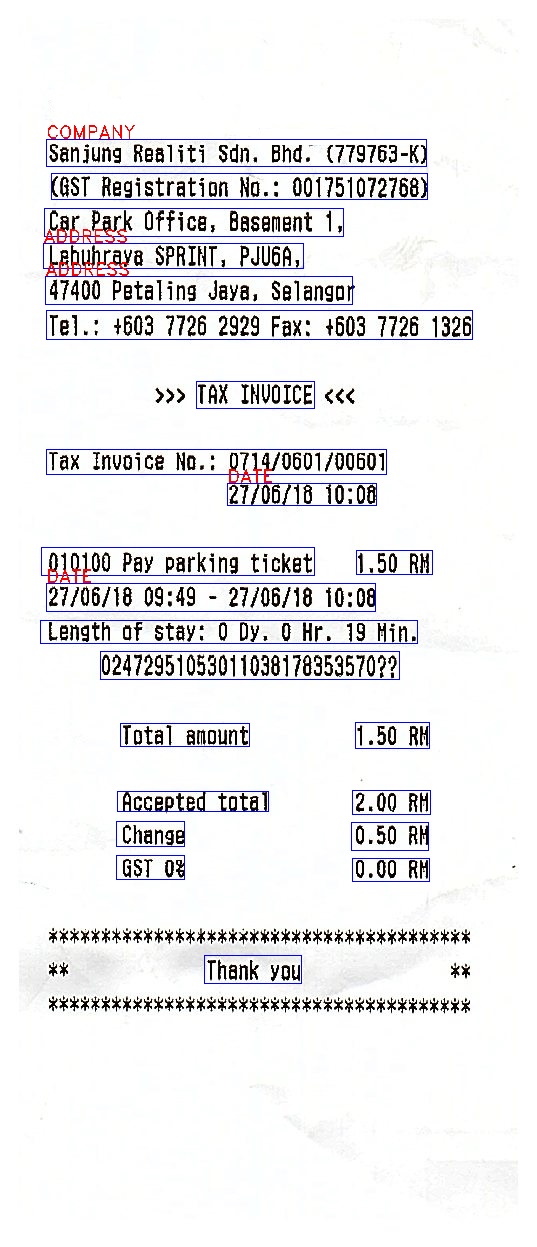 COMPANY
Sanjung Realiti Sdn. Bhd. (779763-K)
(GST Registration No.: 001751072768)
Car Park Office, Basement 1,
ADDRESS
Lebuhraya SPRINT, PJU6A,
ADDRESS
47400 Petaling Jaya, Selangor
Tel.: +603 7726 2929 Fax: +603 7726 1326
>>> TAX INVOICE <<<
Tax Invoice No.: 0714/0601/00601
DATE
27/06/18 10:08
010100 Pay parking ticket 1.50 RM
DATE
27/06/18 09:49 - 27/06/18 10:08
Length of stay: 0 Dy. 0 Hr. 19 Min.
02472951053011038178353570??
Total amount 1.50 RM
Accepted total 2.00 RM
Change 0.50 RM
GST 0% 0.00 RM
****************************************
** Thank you **
****************************************